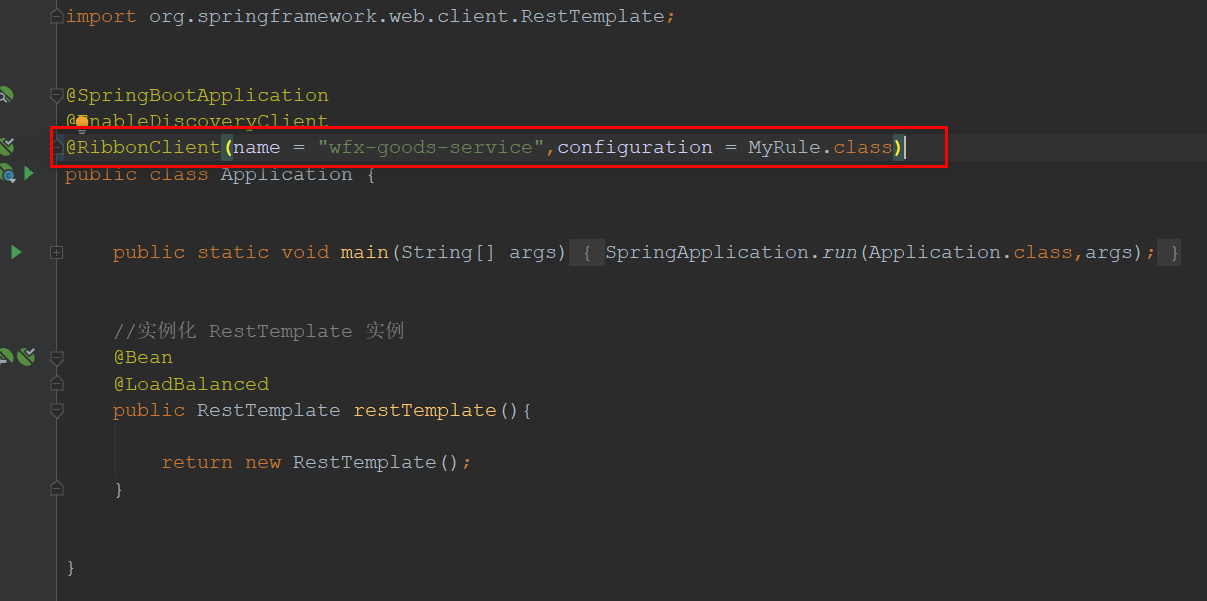 import org.springframework.web.client.RestTemplate;
@SpringBootApplication
@EnableDiscoveryClient
@RibbonClient(name = "wfx-goods-service",configuration = MyRule.class)
public class Application {
public static void main(String[] args) { SpringApplication.run(Application.class,args); }
//实例化 RestTemplate 实例
@Bean
@LoadBalanced
public RestTemplate restTemplate(){
return new RestTemplate();
}
}